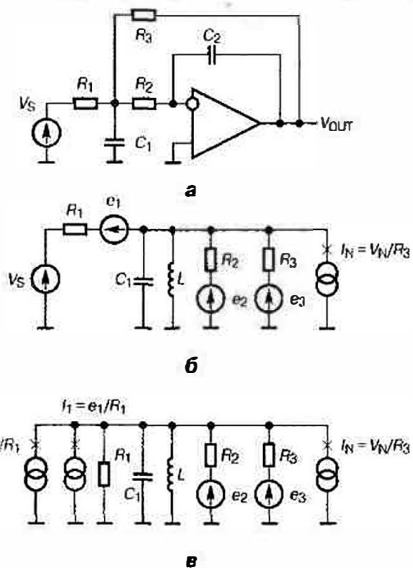 R3
C2
R1 R2
VS
C1
VOUT
а
R1 e1
VS C1 L R2 e2 R3 e3 IN = VN/R3
б
I1 = e1/R1
/R1 R1 C1 L R2 e2 R3 e3 IN = VN/R3
в